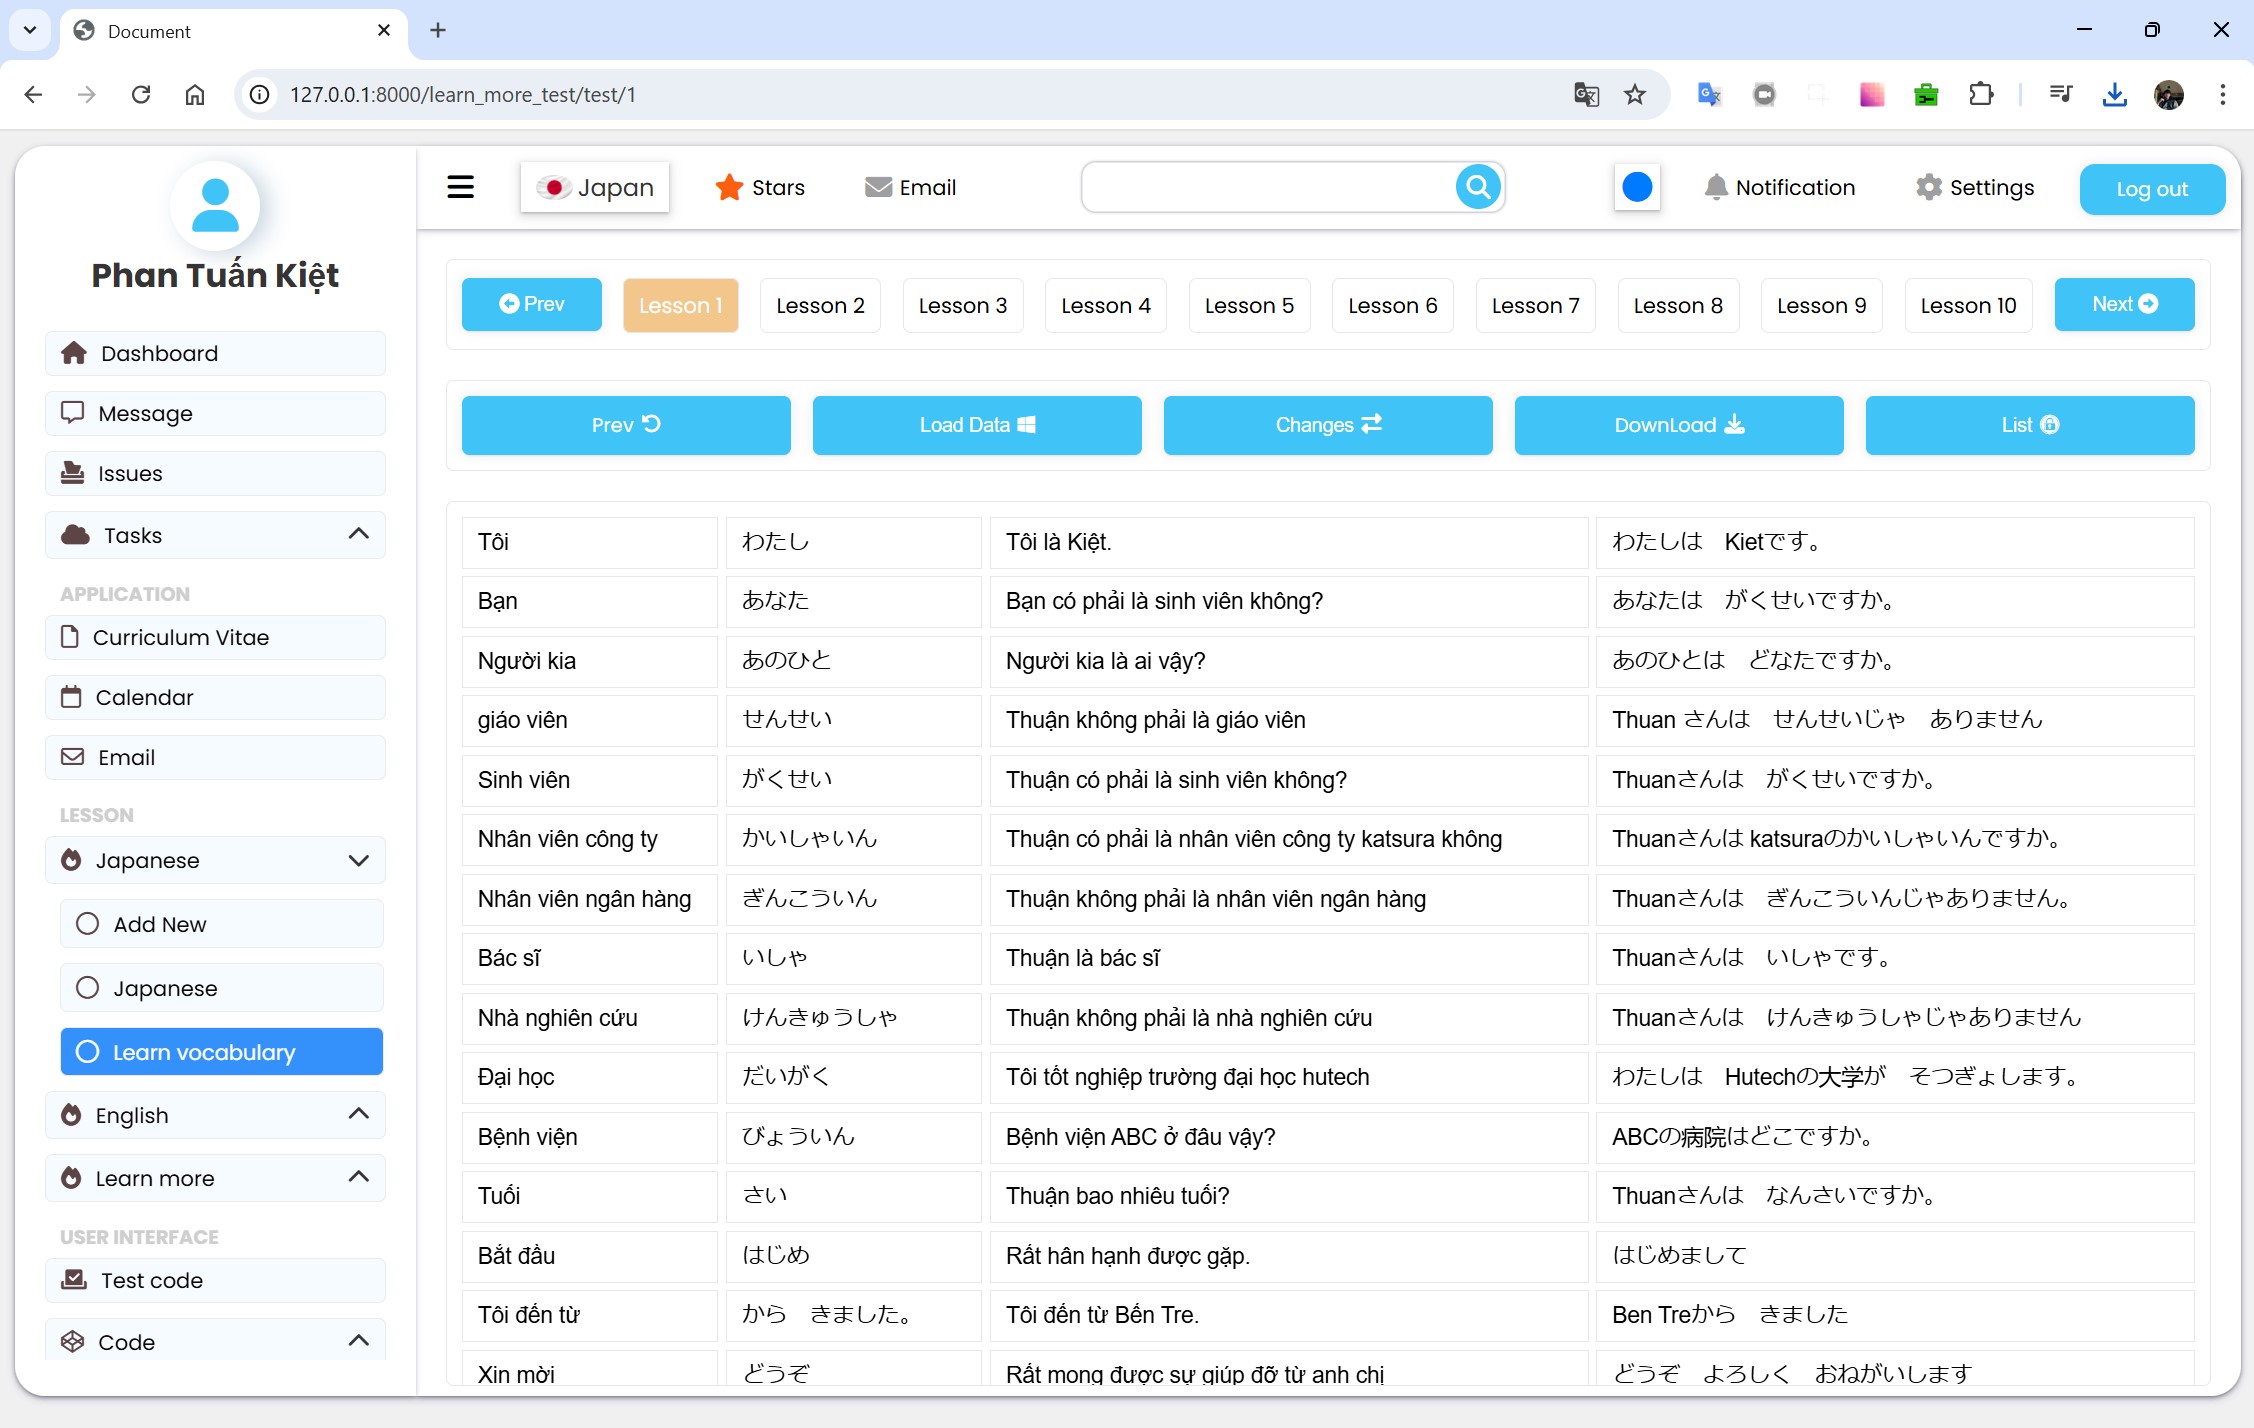 Document
127.0.0.1:8000/learn_more_test/test/1
Phan Tuấn Kiệt
Dashboard
Message
Issues
Tasks
APPLICATION
Curriculum Vitae
Calendar
Email
LESSON
Japanese
Add New
Japanese
Learn vocabulary
English
Learn more
USER INTERFACE
Test code
Code
Japan Stars Email Notification Settings Log out
Prev Lesson 1 Lesson 2 Lesson 3 Lesson 4 Lesson 5 Lesson 6 Lesson 7 Lesson 8 Lesson 9 Lesson 10 Next
Prev Load Data Changes DownLoad List
Tôi わたし Tôi là Kiệt. わたしは　Kietです。
Bạn あなた Bạn có phải là sinh viên không? あなたは　がくせいですか。
Người kia あのひと Người kia là ai vậy? あのひとは　どなたですか。
giáo viên せんせい Thuận không phải là giáo viên Thuan さんは　せんせいじゃ　ありません
Sinh viên がくせい Thuận có phải là sinh viên không? Thuanさんは　がくせいですか。
Nhân viên công ty かいしゃいん Thuận có phải là nhân viên công ty katsura không Thuanさんは katsuraのかいしゃいんですか。
Nhân viên ngân hàng ぎんこういん Thuận không phải là nhân viên ngân hàng Thuanさんは　ぎんこういんじゃありません。
Bác sĩ いしゃ Thuận là bác sĩ Thuanさんは　いしゃです。
Nhà nghiên cứu けんきゅうしゃ Thuận không phải là nhà nghiên cứu Thuanさんは　けんきゅうしゃじゃありません
Đại học だいがく Tôi tốt nghiệp trường đại học hutech わたしは　Hutechの大学が　そつぎょします。
Bệnh viện びょういん Bệnh viện ABC ở đâu vậy? ABCの病院はどこですか。
Tuổi さい Thuận bao nhiêu tuổi? Thuanさんは　なんさいですか。
Bắt đầu はじめ Rất hân hạnh được gặp. はじめまして
Tôi đến từ から　きました。 Tôi đến từ Bến Tre. Ben Treから　きました
Xin mời どうぞ Rất mong được sự giúp đỡ từ anh chị どうぞ　よろしく　おねがいします